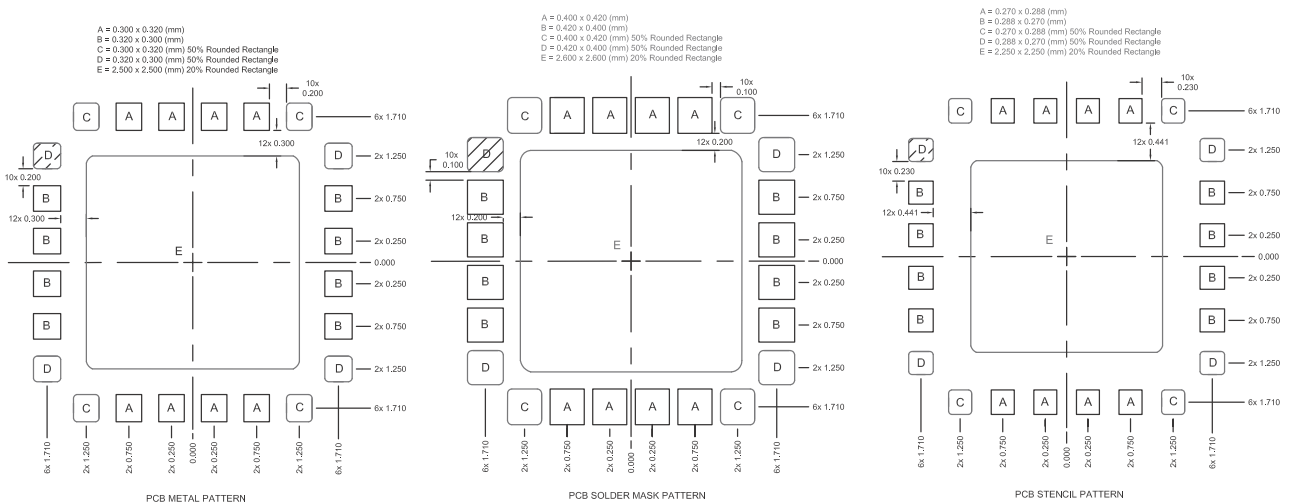 A = 0.300 x 0.320 (mm)
B = 0.320 x 0.300 (mm)
C = 0.300 x 0.320 (mm) 50% Rounded Rectangle
D = 0.320 x 0.300 (mm) 50% Rounded Rectangle
E = 2.500 x 2.500 (mm) 20% Rounded Rectangle
10x
0.200
C A A A A C
6x 1.710
12x 0.300
D D
2x 1.250
10x 0.200
B B
2x 0.750
12x 0.300
B B
2x 0.250
E
0.000
B B
2x 0.250
B B
2x 0.750
D D
2x 1.250
C A A A A C
6x 1.710
6x 1.710
2x 1.250
2x 0.750
2x 0.250
0.000
2x 0.250
2x 0.750
2x 1.250
6x 1.710
PCB METAL PATTERN
A = 0.400 x 0.420 (mm)
B = 0.420 x 0.400 (mm)
C = 0.400 x 0.420 (mm) 50% Rounded Rectangle
D = 0.420 x 0.400 (mm) 50% Rounded Rectangle
E = 2.600 x 2.600 (mm) 20% Rounded Rectangle
10x
0.100
C A A A A C
6x 1.710
12x 0.200
D D
2x 1.250
10x
0.100
B B
2x 0.750
12x 0.200
B B
2x 0.250
E
0.000
B B
2x 0.250
B B
2x 0.750
D D
2x 1.250
C A A A A C
6x 1.710
6x 1.710
2x 1.250
2x 0.750
2x 0.250
0.000
2x 0.250
2x 0.750
2x 1.250
6x 1.710
PCB SOLDER MASK PATTERN
A = 0.270 x 0.288 (mm)
B = 0.288 x 0.270 (mm)
C = 0.270 x 0.288 (mm) 50% Rounded Rectangle
D = 0.288 x 0.270 (mm) 50% Rounded Rectangle
E = 2.250 x 2.250 (mm) 20% Rounded Rectangle
10x
0.230
C A A A A C
6x 1.710
12x
0.441
D D
2x 1.250
10x
0.230
B B
2x 0.750
12x 0.441
B B
2x 0.250
E
0.000
B B
2x 0.250
B B
2x 0.750
D D
2x 1.250
C A A A A C
6x 1.710
6x 1.710
2x 1.250
2x 0.750
2x 0.250
0.000
2x 0.250
2x 0.750
2x 1.250
6x 1.710
PCB STENCIL PATTERN